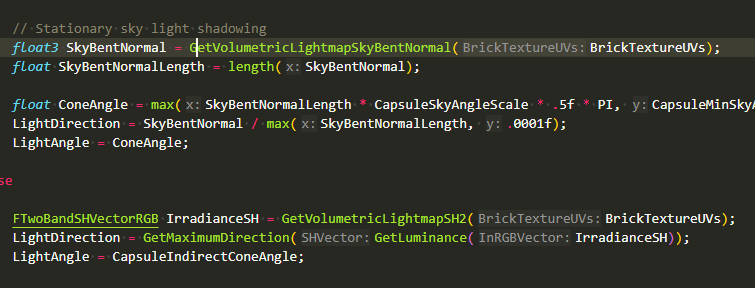 // Stationary sky light shadowing
float3 SkyBentNormal = GetVolumetricLightmapSkyBentNormal( BrickTextureUVs: BrickTextureUVs);
float SkyBentNormalLength = length( x: SkyBentNormal);
float ConeAngle = max( x: SkyBentNormalLength * CapsuleSkyAngleScale * .5f * PI, y: CapsuleMinSkyA
LightDirection = SkyBentNormal / max( x: SkyBentNormalLength, y: .0001f);
LightAngle = ConeAngle;
se
FTwoBandSHVectorRGB IrradianceSH = GetVolumetricLightmapSH2( BrickTextureUVs: BrickTextureUVs);
LightDirection = GetMaximumDirection( SHVector: GetLuminance( InRGBVector: IrradianceSH));
LightAngle = CapsuleIndirectConeAngle;